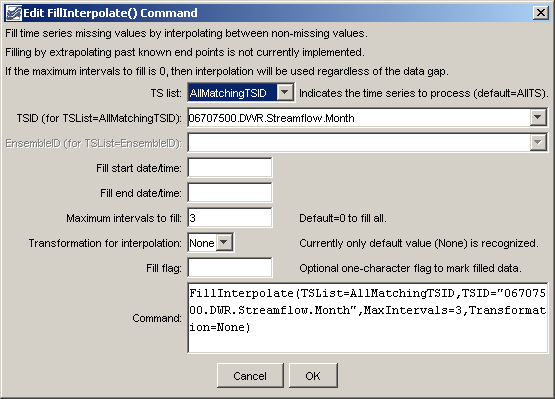 Edit FillInterpolate() Command
Fill time series missing values by interpolating between non-missing values.
Filling by extrapolating past known end points is not currently implemented.
If the maximum intervals to fill is 0, then interpolation will be used regardless of the data gap.
TS list: AllMatchingTSID Indicates the time series to process (default=AllTS).
TSID (for TSList=AllMatchingTSID): 06707500.DWR.Streamflow.Month
EnsembleID (for TSList=EnsembleID):
Fill start date/time:
Fill end date/time:
Maximum intervals to fill: 3 Default=0 to fill all.
Transformation for interpolation: None Currently only default value (None) is recognized.
Fill flag: Optional one-character flag to mark filled data.
FillInterpolate(TSList=AllMatchingTSID,TSID="067075
00.DWR.Streamflow.Month",MaxIntervals=3,Transformat
Command: ion=None)
Cancel OK